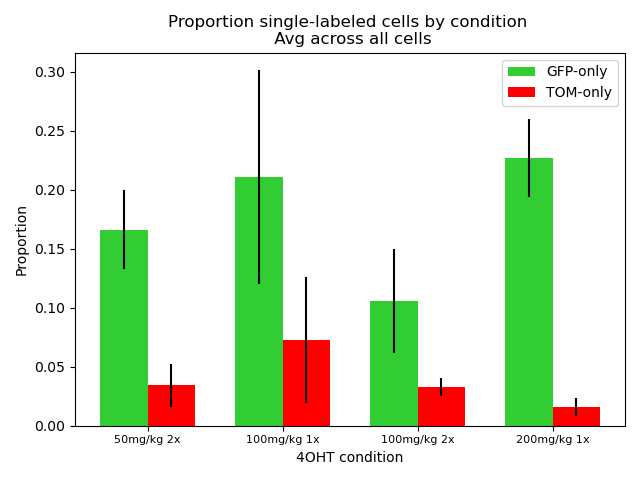 Proportion single-labeled cells by condition
Avg across all cells
GFP-only
TOM-only
Proportion
0.30
0.25
0.20
0.15
0.10
0.05
0.00
50mg/kg 2x
100mg/kg 1x
100mg/kg 2x
200mg/kg 1x
4OHT condition